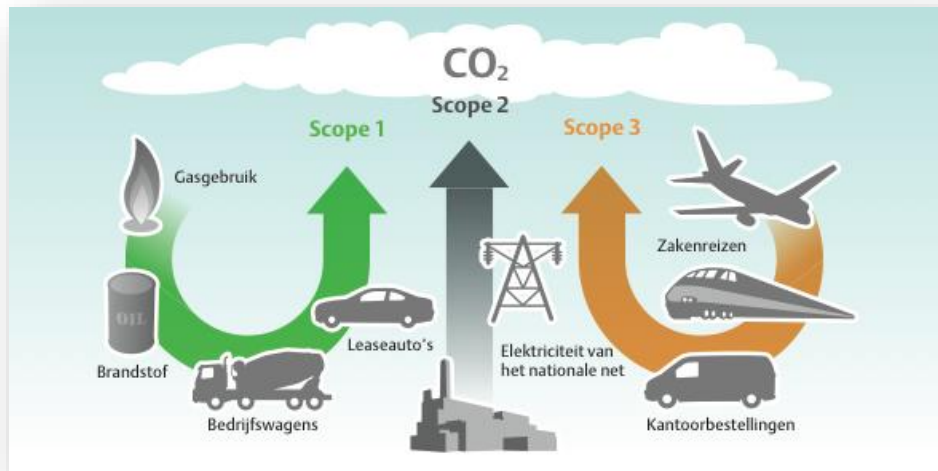 CO₂
Scope 2
Scope 1
Scope 3
Gasgebruik
Zakenreizen
OIL
Leaseauto's
Elektriciteit van
het nationale net
Brandstof
Bedrijfswagens
Kantoorbestellingen